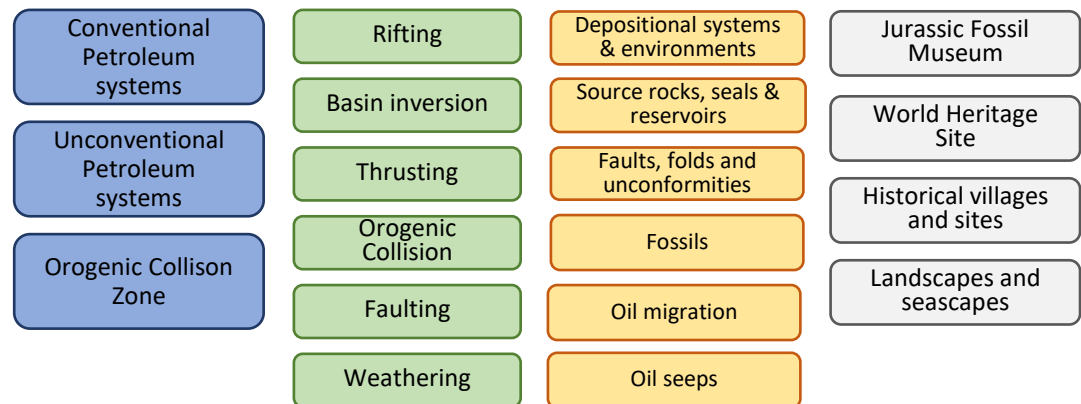 Conventional
Petroleum
systems
Unconventional
Petroleum
systems
Orogenic Collison
Zone
Rifting
Basin inversion
Thrusting
Orogenic
Collision
Faulting
Weathering
Depositional systems
& environments
Source rocks, seals &
reservoirs
Faults, folds and
unconformities
Fossils
Oil migration
Oil seeps
Jurassic Fossil
Museum
World Heritage
Site
Historical villages
and sites
Landscapes and
seascapes